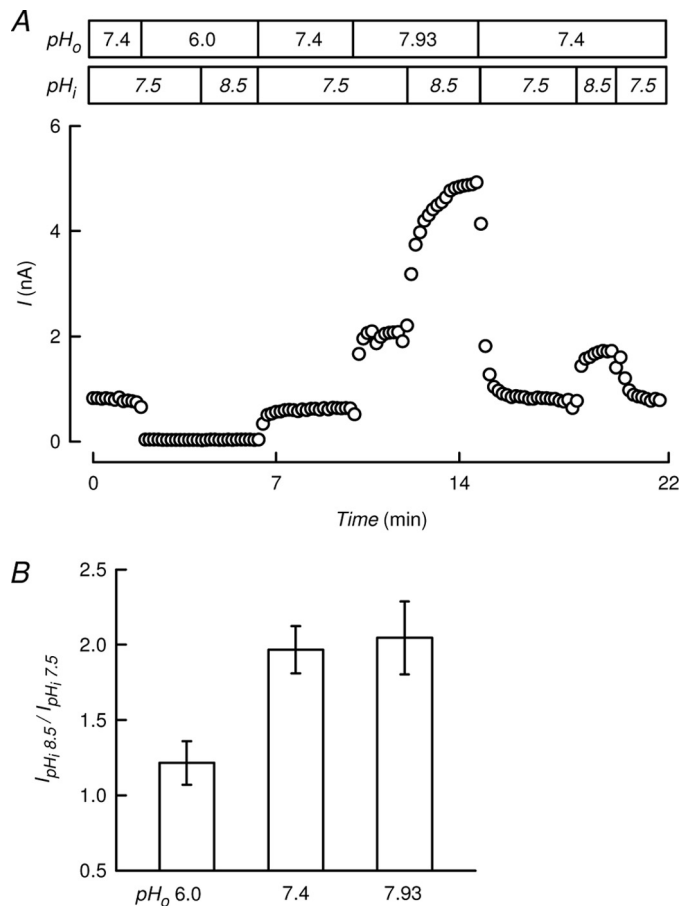 A
pHo 7.4 6.0 7.4 7.93 7.4
pHi 7.5 8.5 7.5 8.5 7.5 8.5 7.5
6
4
2
0
I (nA)
0 7 14 22
Time (min)
B
2.5
2.0
1.5
1.0
0.5
IpHi 8.5 / IpHi 7.5
pHo 6.0 7.4 7.93